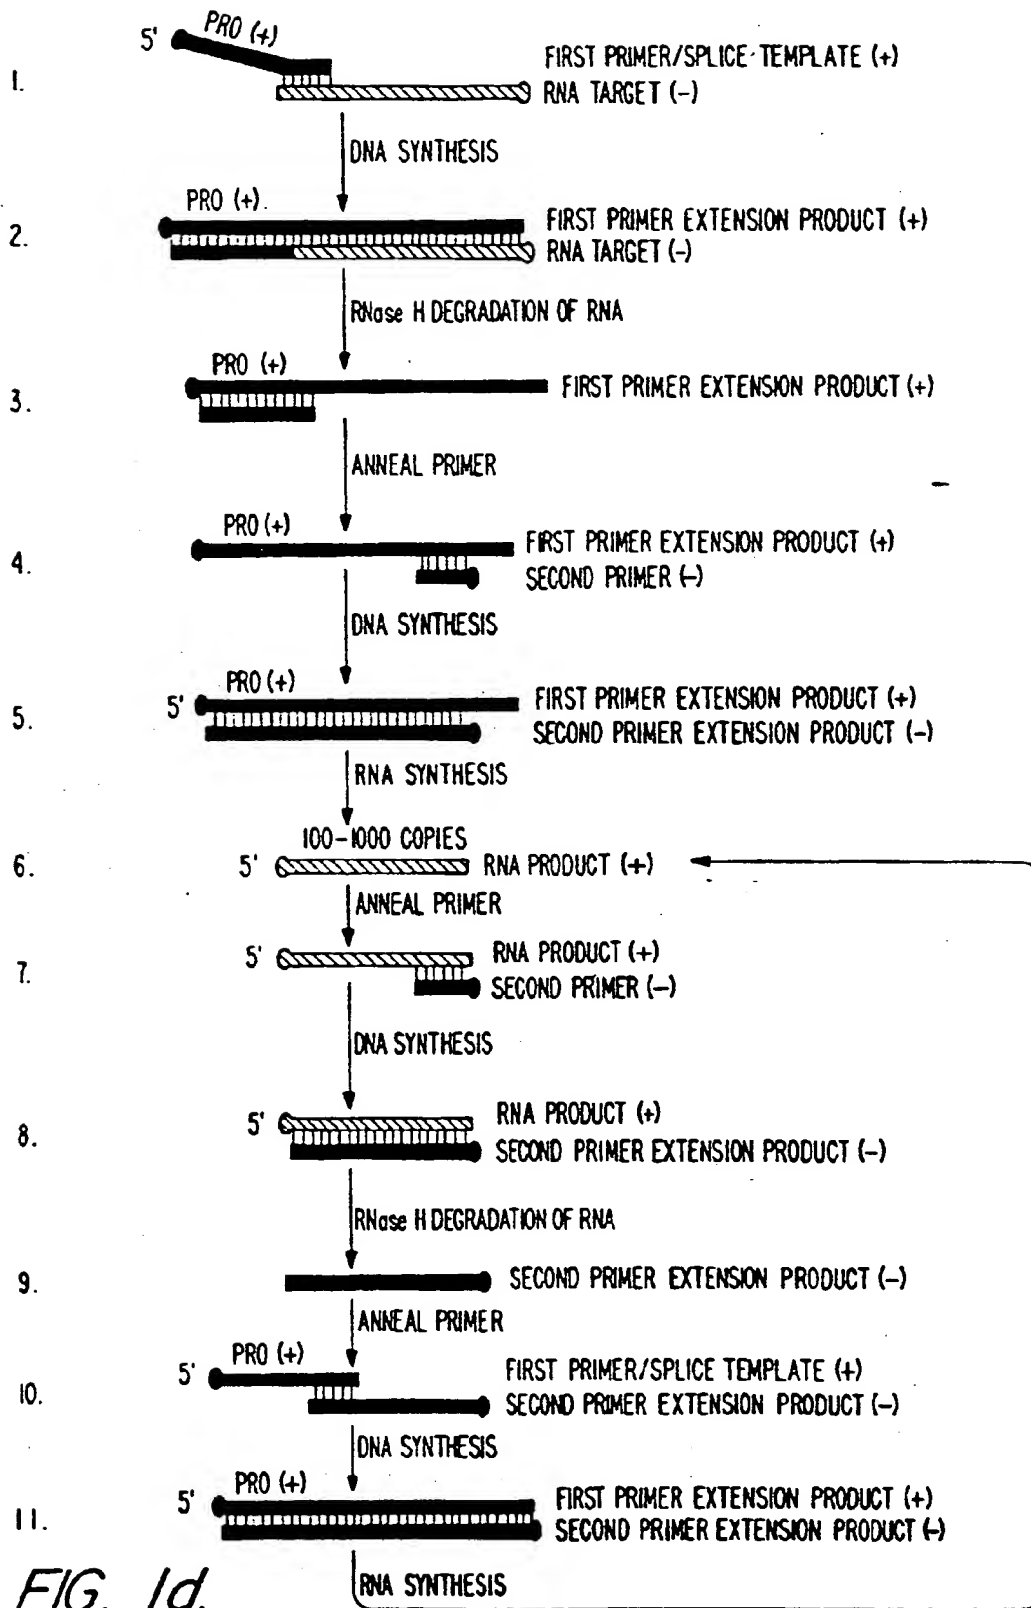 5' PRO (+)
1. FIRST PRIMER/SPLICE TEMPLATE (+)
RNA TARGET (-)
DNA SYNTHESIS
PRO (+).
2. FIRST PRIMER EXTENSION PRODUCT (+)
RNA TARGET (-)
RNase H DEGRADATION OF RNA
PRO (+)
3. FIRST PRIMER EXTENSION PRODUCT (+)
ANNEAL PRIMER
PRO (+)
4. FIRST PRIMER EXTENSION PRODUCT (+)
SECOND PRIMER (-)
DNA SYNTHESIS
PRO (+)
5. 5' FIRST PRIMER EXTENSION PRODUCT (+)
SECOND PRIMER EXTENSION PRODUCT (-)
RNA SYNTHESIS
100-1000 COPIES
6. 5' RNA PRODUCT (+)
ANNEAL PRIMER
7. 5' RNA PRODUCT (+)
SECOND PRIMER (-)
DNA SYNTHESIS
8. 5' RNA PRODUCT (+)
SECOND PRIMER EXTENSION PRODUCT (-)
RNase H DEGRADATION OF RNA
9. SECOND PRIMER EXTENSION PRODUCT (-)
ANNEAL PRIMER
PRO (+)
10. 5' FIRST PRIMER/SPLICE TEMPLATE (+)
SECOND PRIMER EXTENSION PRODUCT (-)
DNA SYNTHESIS
PRO (+)
11. 5' FIRST PRIMER EXTENSION PRODUCT (+)
SECOND PRIMER EXTENSION PRODUCT (-)
RNA SYNTHESIS
FIG. 1d.